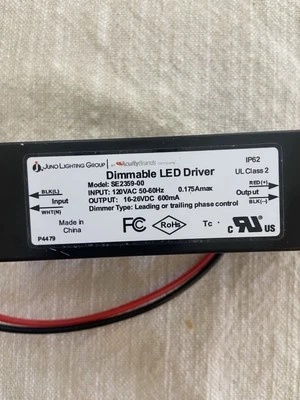 JUNO LIGHTING GROUP | AcuityBrands
Dimmable LED Driver
Model: SE2359-00
IP62
INPUT: 120VAC 50-60Hz 0.175Amax
UL Class 2
OUTPUT: 16-26VDC 600mA
Dimmer Type: Leading or trailing phase control
BLK(L)
Input
WHT(N)
RED(+)
Output
BLK(-)
Made in
China
P4479
FC
RoHs
Tc •
C UL US